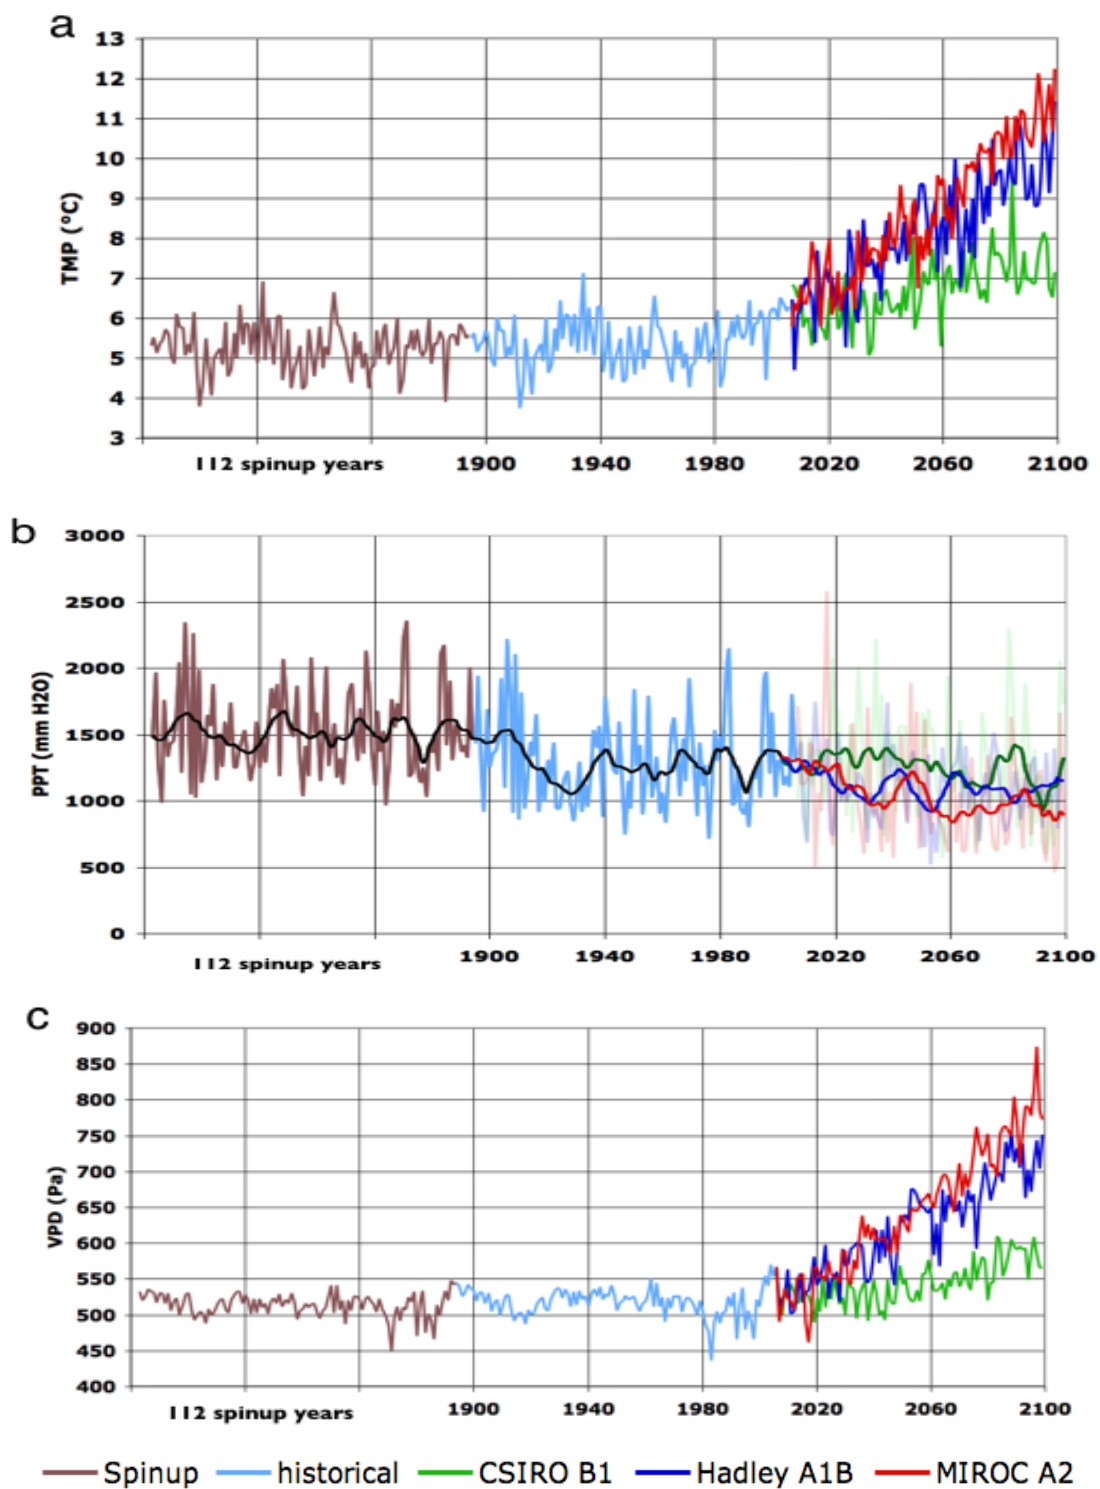 a
13
12
11
10
9
8
7
6
5
4
3
TMP (°C)
112 spinup years 1900 1940 1980 2020 2060 2100
b
3000
2500
2000
1500
1000
500
0
PPT (mm H2O)
112 spinup years 1900 1940 1980 2020 2060 2100
c
900
850
800
750
700
650
600
550
500
450
400
VPD (Pa)
112 spinup years 1900 1940 1980 2020 2060 2100
Spinup historical CSIRO B1 Hadley A1B MIROC A2